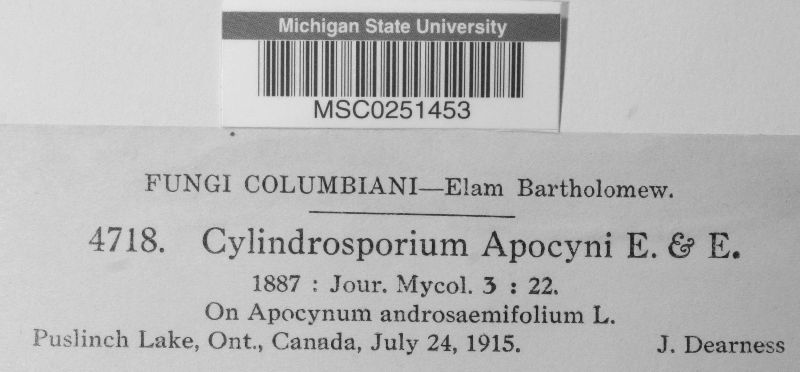 Michigan State University
MSC0251453
FUNGI COLUMBIANI—Elam Bartholomew.
4718. Cylindrosporium Apocyni E. & E.
1887 : Jour. Mycol. 3 : 22.
On Apocynum androsaemifolium L.
Puslinch Lake, Ont., Canada, July 24, 1915. J. Dearness